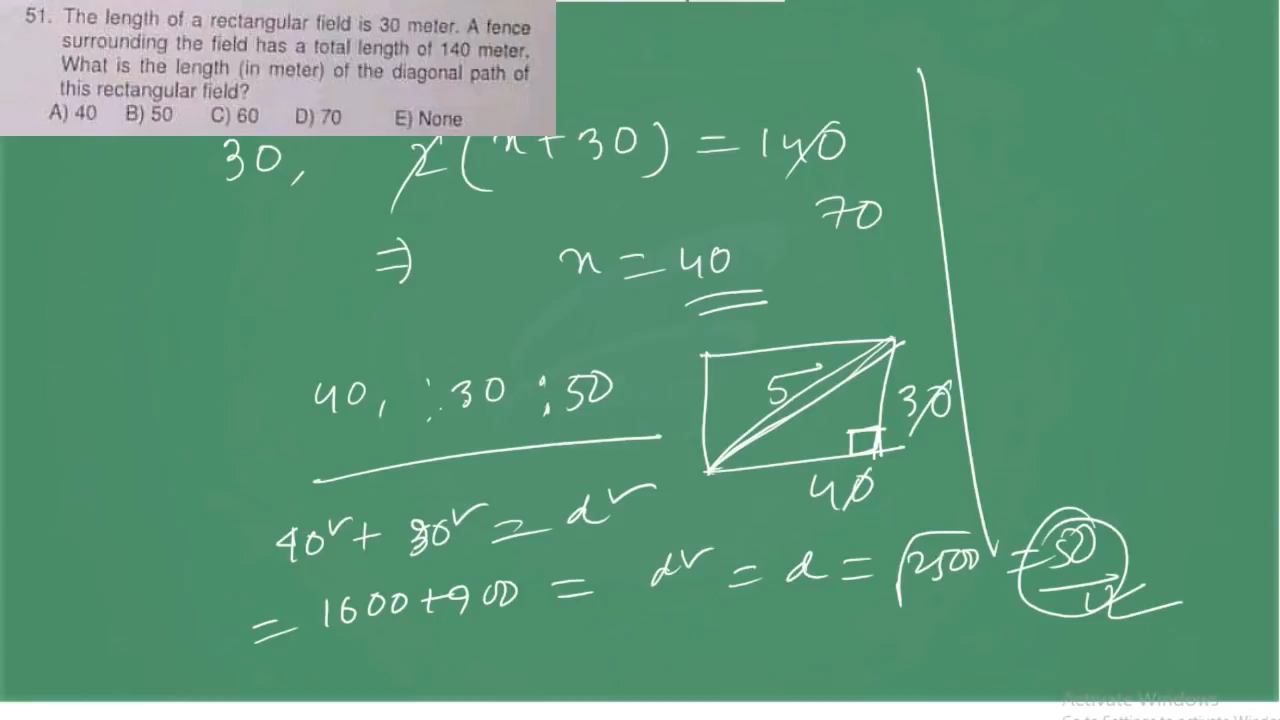 51. The length of a rectangular field is 30 meter. A fence
surrounding the field has a total length of 140 meter.
What is the length (in meter) of the diagonal path of
this rectangular field?
A) 40 B) 50 C) 60 D) 70 E) None
30, 2(x+30) = 140
70
⇒ x = 40
40, : 30 : 50
5
30
40
40² + 30² = d²
= 1600+900 = d² = d = √2500 = 50
Activate Windows